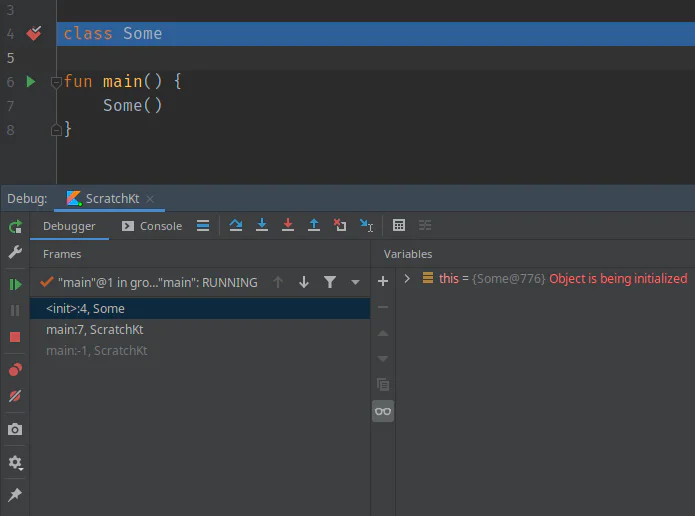 3
4 class Some
5
6 fun main() {
7 Some()
8 }
Debug: ScratchKt
Debugger Console
Frames Variables
"main"@1 in gro..."main": RUNNING
this = {Some@776} Object is being initialized
<init>:4, Some
main:7, ScratchKt
main:-1, ScratchKt